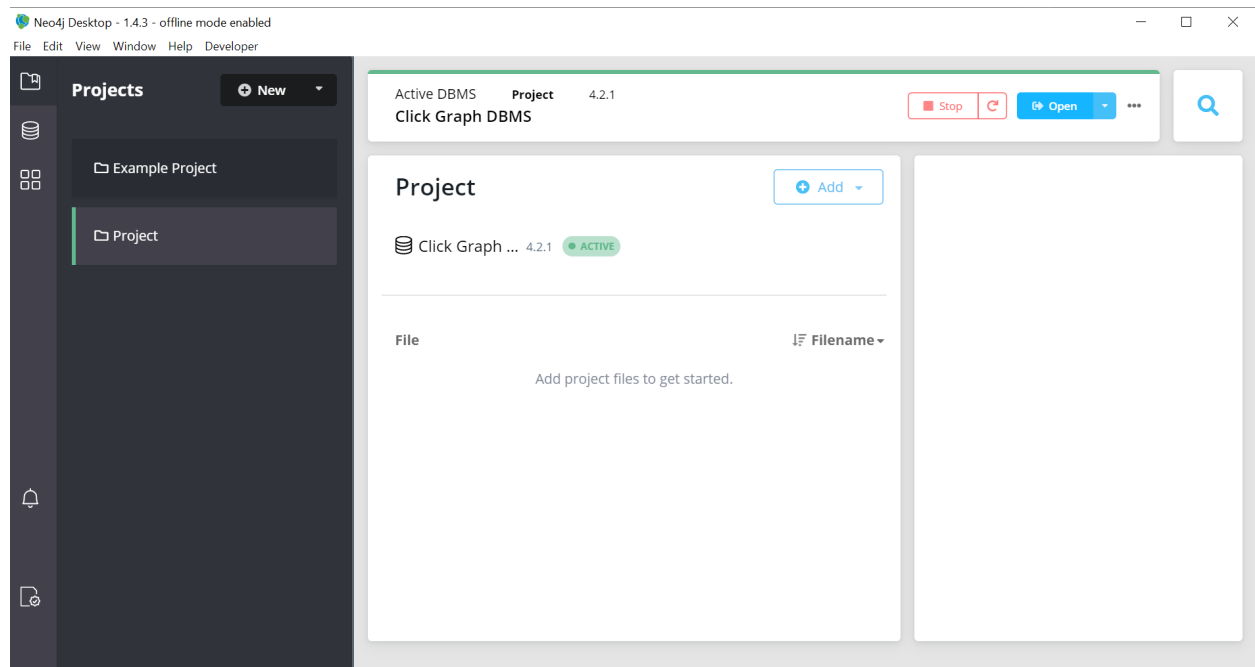 Neo4j Desktop - 1.4.3 - offline mode enabled
File Edit View Window Help Developer
Projects
New
Example Project
Project
Active DBMS Project 4.2.1
Click Graph DBMS
Stop
Open
Project
Add
Click Graph ... 4.2.1 ACTIVE
File
Filename
Add project files to get started.